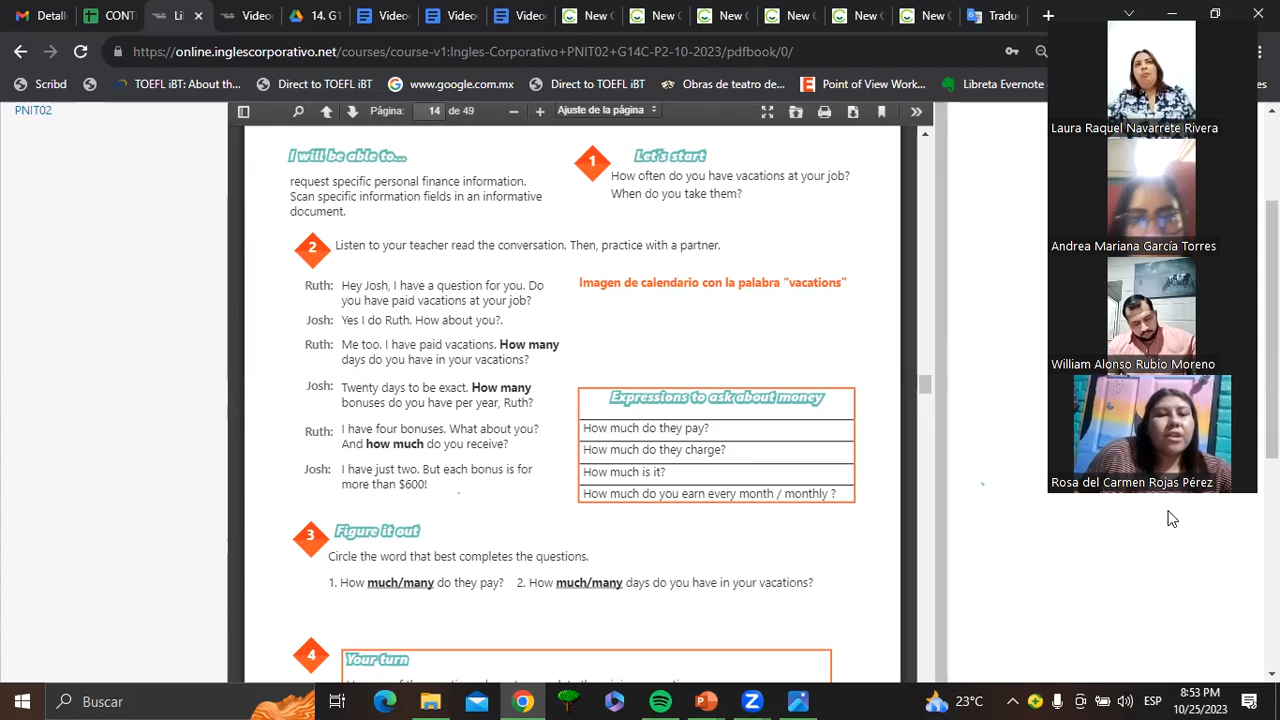 Detal
CONT
Es
Video
14. G
Video
Video
Video
New C
New (
New C
New C
New C
New C
Tradu
https://online.inglescorporativo.net/courses/course-v1:Ingles-Corporativo+PNIT02+G14C-P2-10-2023/pdfbook/0/
Scribd
TOEFL iBT: About the...
Direct to TOEFL iBT
www.google.com.mx
Direct to TOEFL iBT
Objetos teatro de...
Point of View Work...
Libreta Evernote
PNIT02
Página:
14
Ajuste de la página
I will be able to...
request specific personal finance information.
Scan specific information fields in an informative
document.
1
Let's start
How often do you have vacations at your job?
When do you take them?
2
Listen to your teacher read the conversation. Then, practice with a partner.
Ruth: Hey Josh, I have a question for you. Do
you have paid vacations at your job?
Josh: Yes I do Ruth. How about you?.
Ruth: Me too. I have paid vacations. How many
days do you have in your vacations?
Josh: Twenty days to be exact. How many
bonuses do you have per year, Ruth?
Ruth: I have four bonuses. What about you?
And how much do you receive?
Josh: I have just two. But each bonus is for
more than $600!
Imagen de calendario con la palabra "vacations"
Expressions to ask about money
How much do they pay?
How much do they charge?
How much is it?
How much do you earn every month / monthly ?
3
Figure it out
Circle the word that best completes the questions.
1. How much/many do they pay? 2. How much/many days do you have in your vacations?
4
Your turn
Laura Raquel Navarrete Rivera
Andrea Mariana García Torres
William Alonso Rubio Moreno
Rosa del Carmen Rojas Pérez
Buscar
23°C
ESP
8:53 PM
10/25/2023